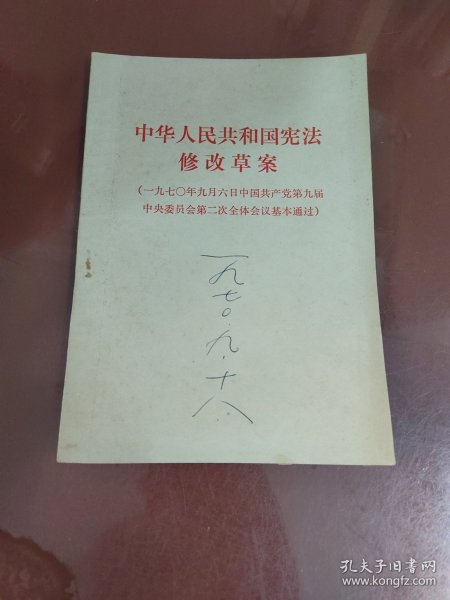 中华人民共和国宪法
修改草案
(一九七〇年九月六日中国共产党第九届
中央委员会第二次全体会议基本通过)
一九七〇.九.十八
孔夫子旧书网
www.kongfz.com